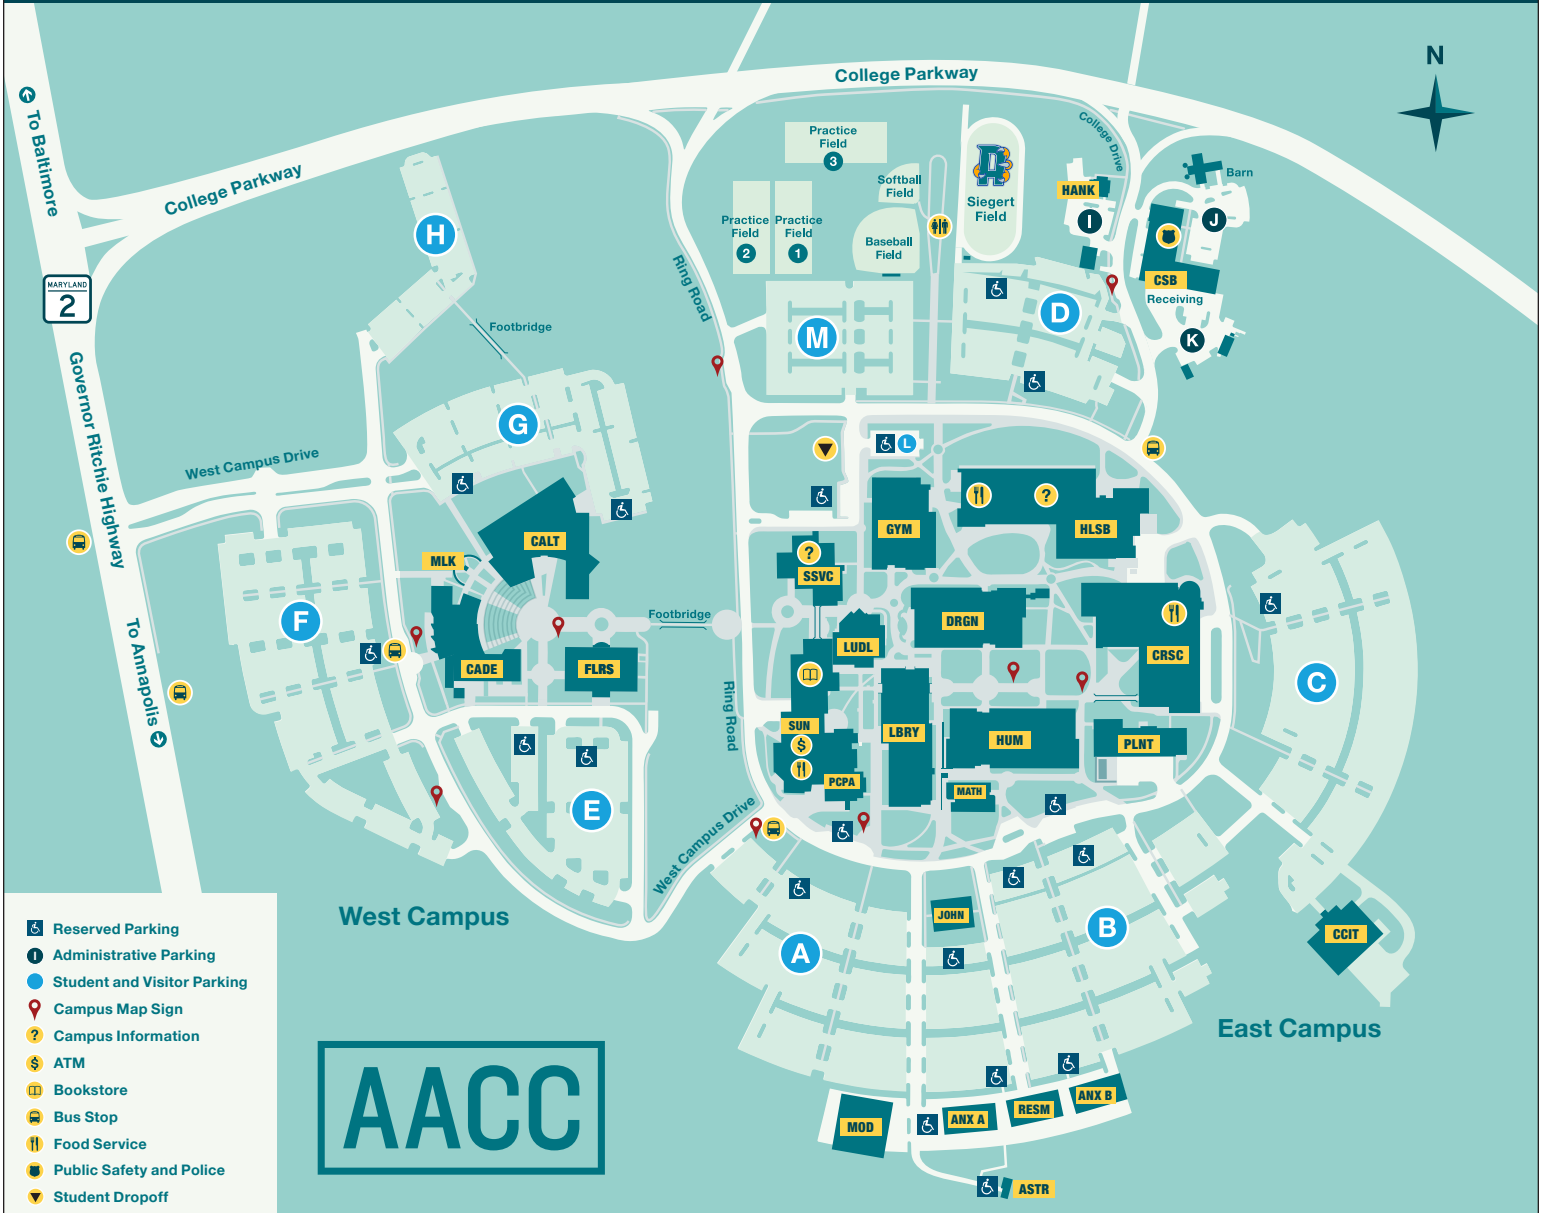 College Parkway
N
To Baltimore
College Parkway
Practice
Field
3
College Drive
Softball
Field
Siegert
Field
HANK
Barn
I
J
Practice
Field
2
Practice
Field
1
Baseball
Field
H
CSB
Receiving
MARYLAND
2
Ring Road
Footbridge
D
M
K
Governor Ritchie Highway
G
L
West Campus Drive
?
GYM
HLSB
CALT
MLK
?
SSVC
F
Footbridge
DRGN
LUDL
CRSC
CADE
FLRS
C
To Annapolis
Ring Road
SUN
$
LBRY
HUM
PLNT
PCPA
MATH
E
West Campus Drive
West Campus
JOHN
A
B
CCIT
East Campus
Reserved Parking
I
Administrative Parking
Student and Visitor Parking
Campus Map Sign
?
Campus Information
$
ATM
Bookstore
Bus Stop
Food Service
Public Safety and Police
Student Dropoff
AACC
MOD
ANX A
RESM
ANX B
ASTR